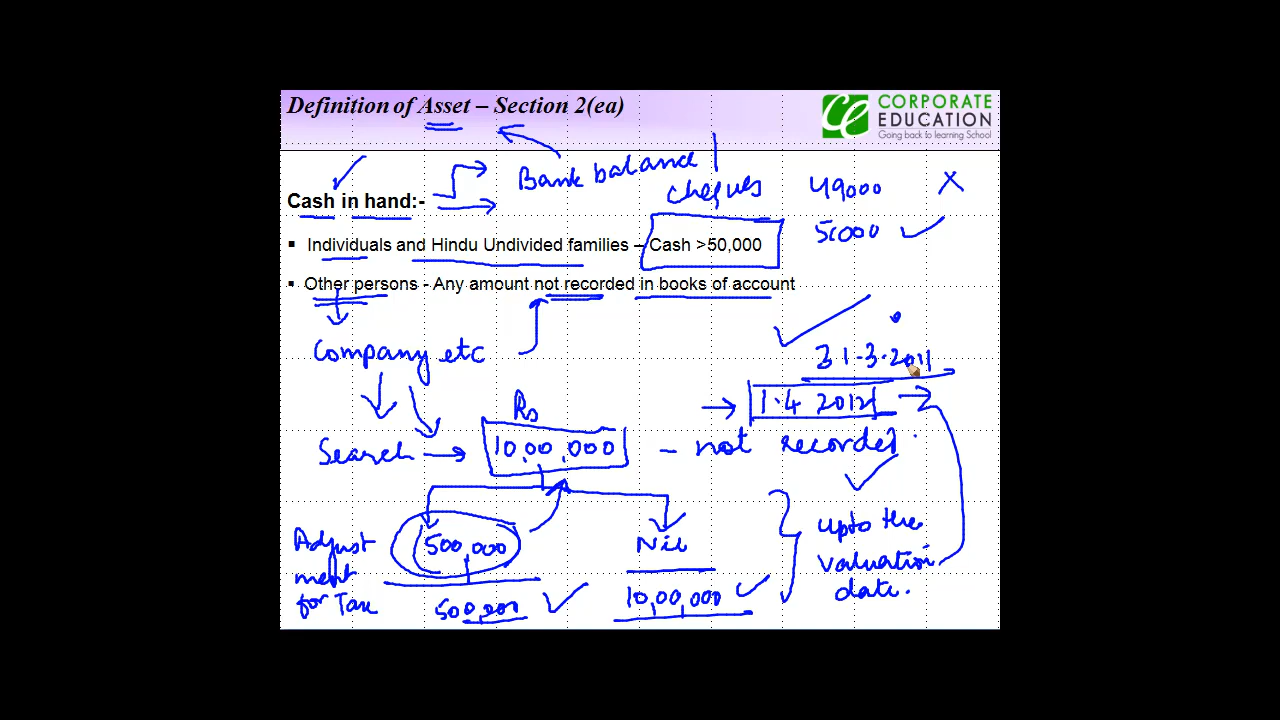 Definition of Asset – Section 2(ea)
CORPORATE
EDUCATION
Going back to learning School
Bank balance
cheques
49000
Cash in hand:-
50000
▪ Individuals and Hindu Undivided families – Cash >50,000
▪ Other persons - Any amount not recorded in books of account
Company etc
31.3.2011
1.4
Rs
Search
10,00,000
– not recorded.
Adjust
ment
for Tax
500,000
Nil
upto the
valuation
date.
500,000
10,00,000